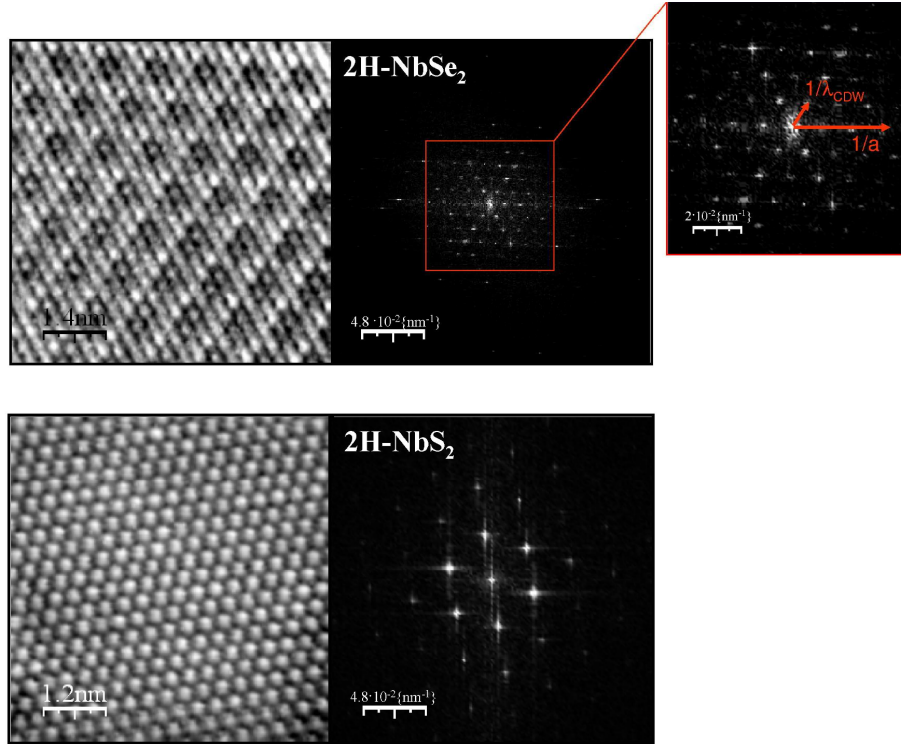 2H-NbSe₂
1/λCDW
1/a
2·10⁻²{nm⁻¹}
1.4nm
4.8 ·10⁻²{nm⁻¹}
2H-NbS₂
1.2nm
4.8·10⁻²{nm⁻¹}